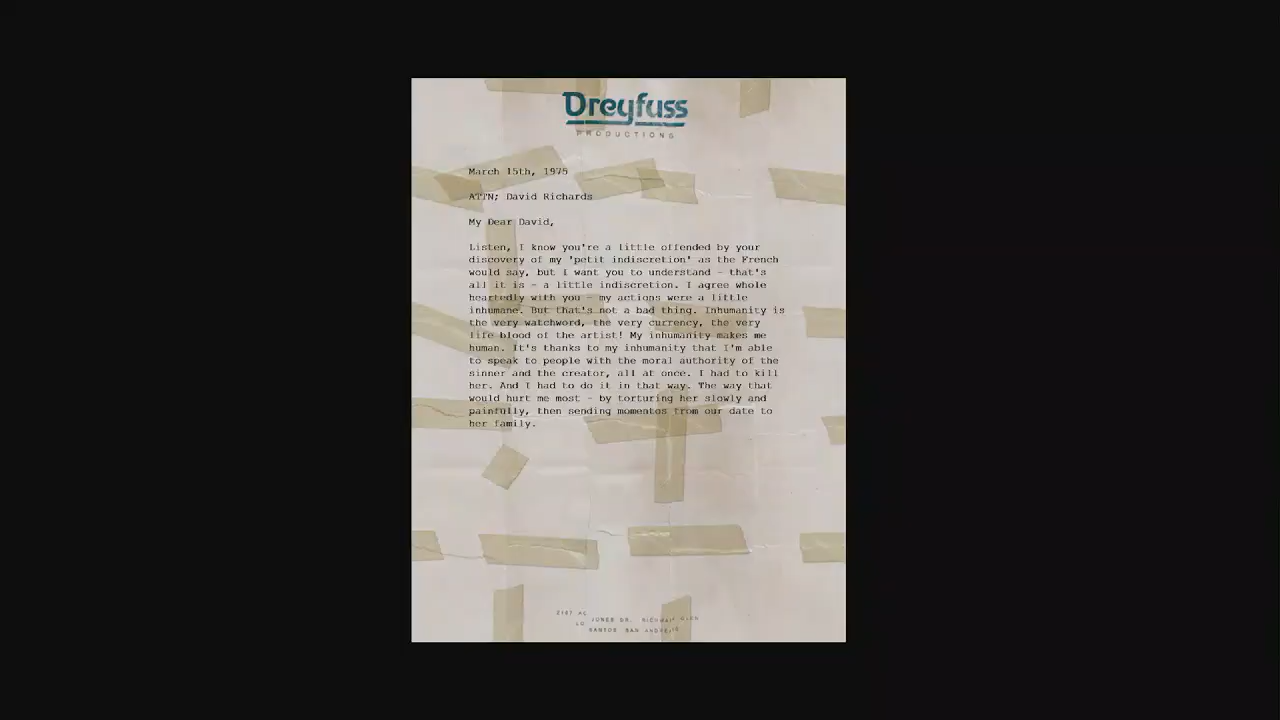 Dreyfuss
PRODUCTIONS
March 15th, 1975
ATTN; David Richards
My Dear David,
Listen, I know you're a little offended by your
discovery of my 'petit indiscretion' as the French
would say, but I want you to understand - that's
all it is - a little indiscretion. I agree whole
heartedly with you - my actions were a little
inhumane. But that's not a bad thing. Inhumanity is
the very watchword, the very currency, the very
life blood of the artist! My inhumanity makes me
human. It's thanks to my inhumanity that I'm able
to speak to people with the moral authority of the
sinner and the creator, all at once. I had to kill
her. And I had to do it in that way. The way that
would hurt me most - by torturing her slowly and
painfully, then sending momentos from our date to
her family.
JONES DR.
SANTOS SAN